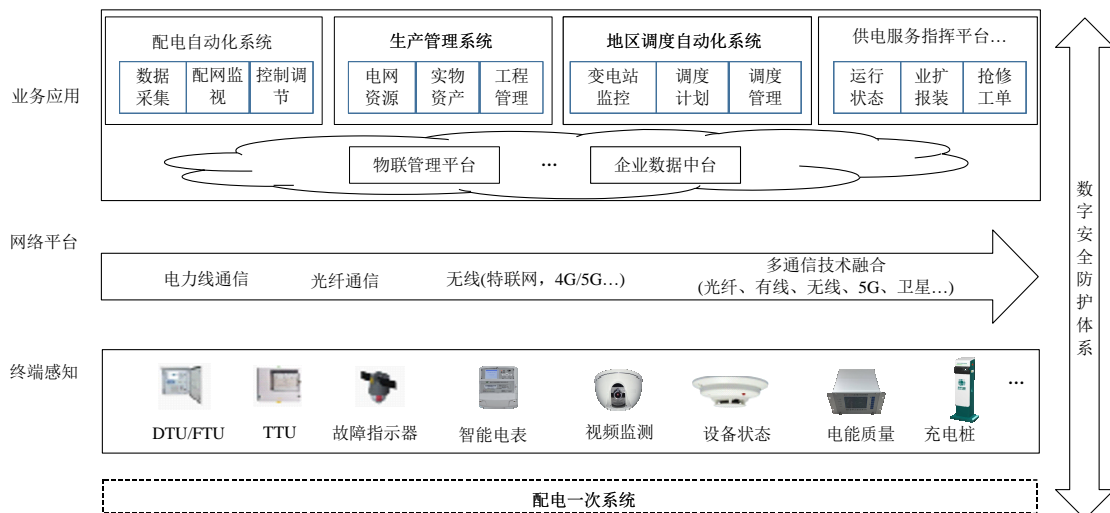 配电自动化系统
生产管理系统
地区调度自动化系统
供电服务指挥平台…
数据
采集
配网监
视
控制调
节
电网
资源
实物
资产
工程
管理
变电站
监控
调度
计划
调度
管理
运行
状态
业扩
报装
抢修
工单
业务应用
物联管理平台
…
企业数据中台
网络平台
电力线通信
光纤通信
无线(特联网，4G/5G…)
多通信技术融合
(光纤、有线、无线、5G、卫星…)
终端感知
…
DTU/FTU
TTU
故障指示器
智能电表
视频监测
设备状态
电能质量
充电桩
配电一次系统
数字安全防护体系